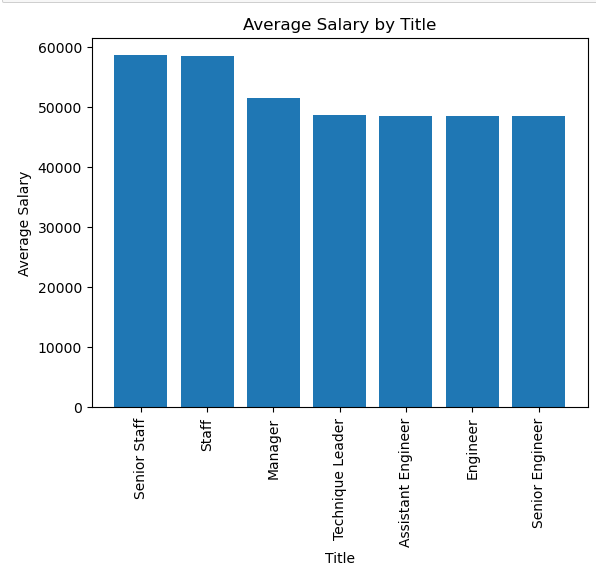 Average Salary by Title
Average Salary
60000
50000
40000
30000
20000
10000
0
Senior Staff
Staff
Manager
Technique Leader
Assistant Engineer
Engineer
Senior Engineer
Title